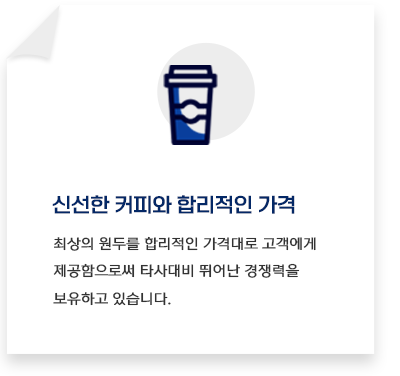 신선한 커피와 합리적인 가격
최상의 원두를 합리적인 가격대로 고객에게
제공함으로써 타사대비 뛰어난 경쟁력을
보유하고 있습니다.